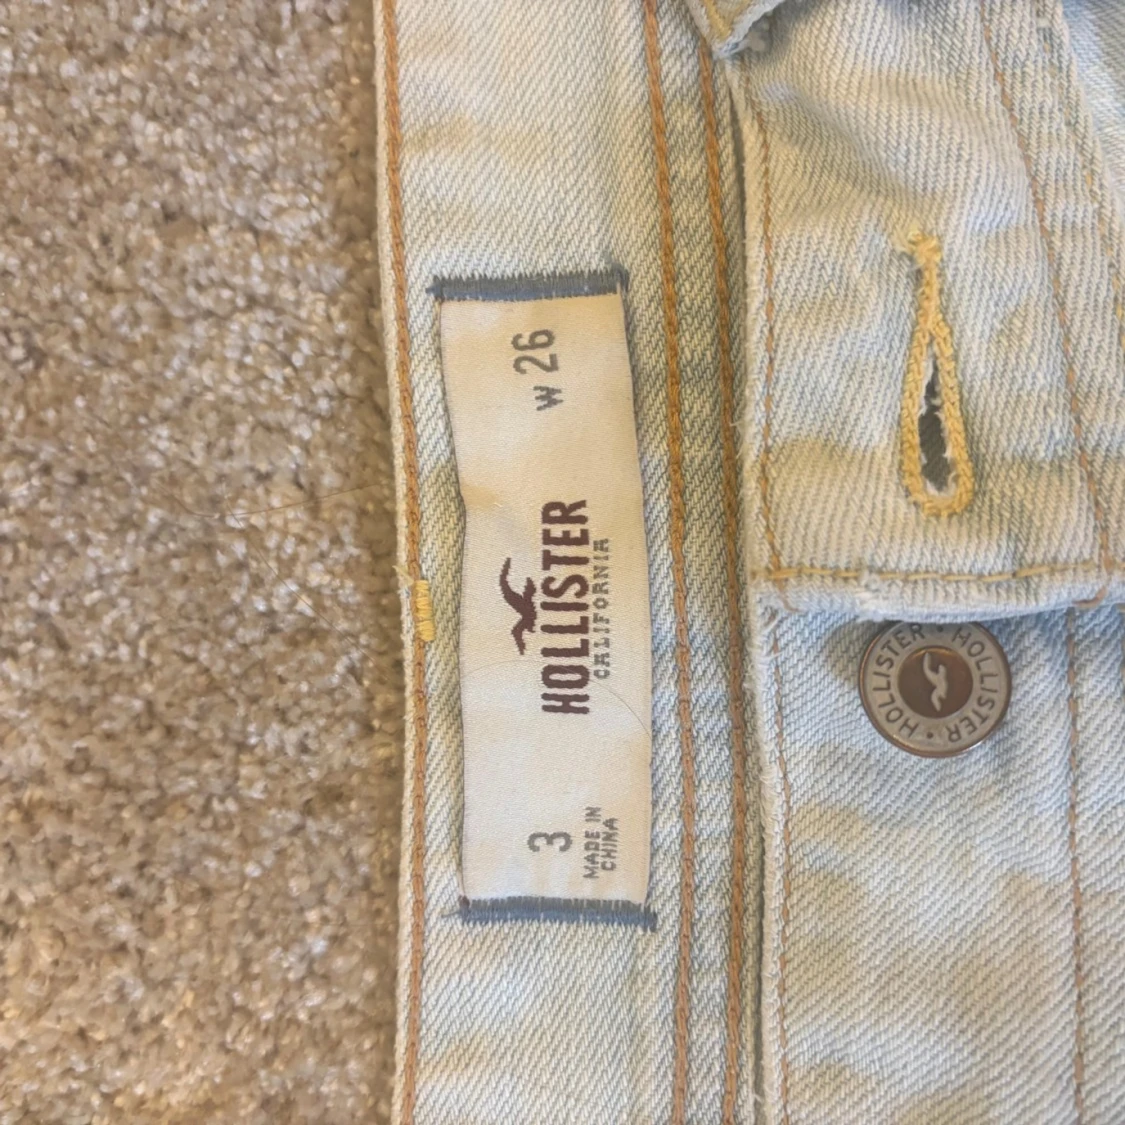 3
MADE IN
CHINA
HOLLISTER
CALIFORNIA
W 26
HOLLISTER • HOLLISTER •